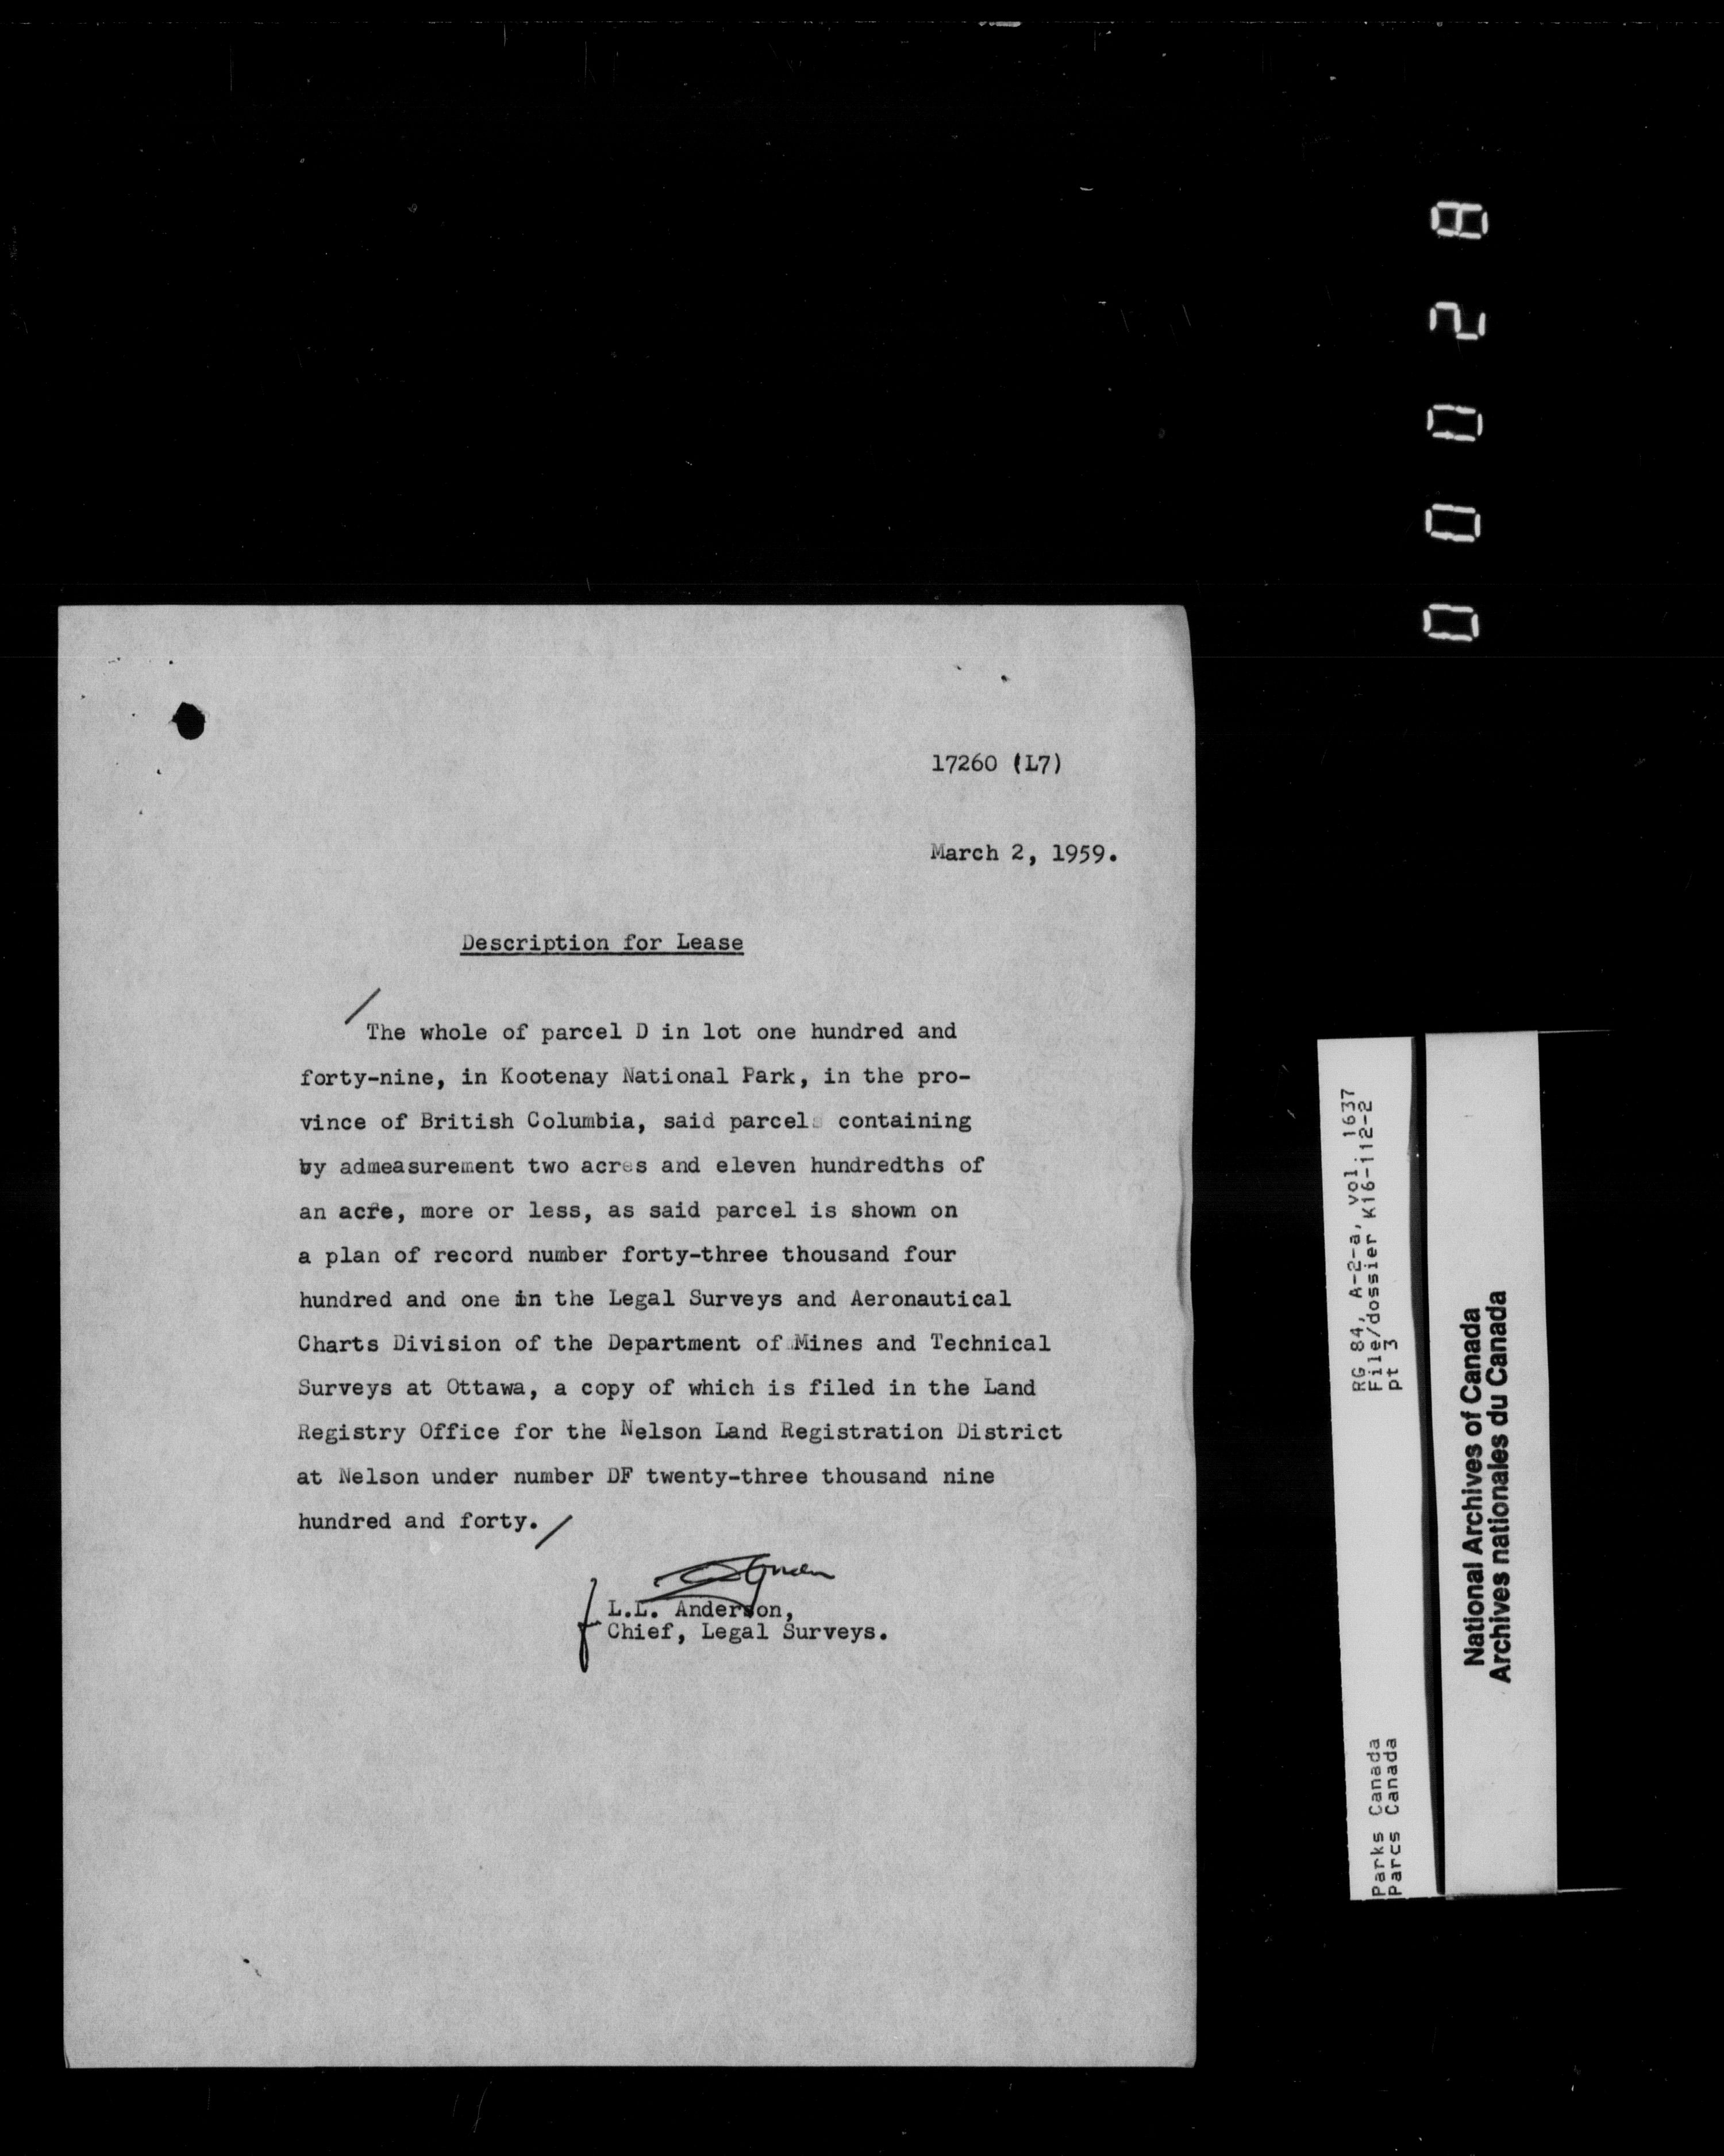 17260 (L7)
March 2, 1959.
Description for Lease
The whole of parcel D in lot one hundred and
forty-nine, in Kootenay National Park, in the pro-
vince of British Columbia, said parcel containing
by admeasurement two acres and eleven hundredths of
an acre, more or less, as said parcel is shown on
a plan of record number forty-three thousand four
hundred and one in the Legal Surveys and Aeronautical
Charts Division of the Department of Mines and Technical
Surveys at Ottawa, a copy of which is filed in the Land
Registry Office for the Nelson Land Registration District
at Nelson under number DF twenty-three thousand nine
hundred and forty.
L.L. Anderson,
Chief, Legal Surveys.
00028
RG 84, A-2-a, vol. 1637
File/dossier K16-112-2
pt 3
Parks Canada
Parcs Canada
National Archives of Canada
Archives nationales du Canada